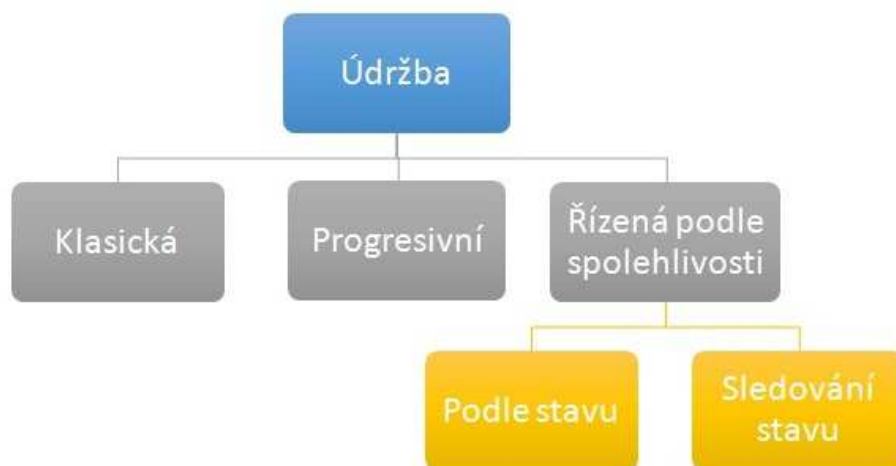 Údržba
Klasická
Progresivní
Řízená podle
spolehlivosti
Podle stavu
Sledování
stavu